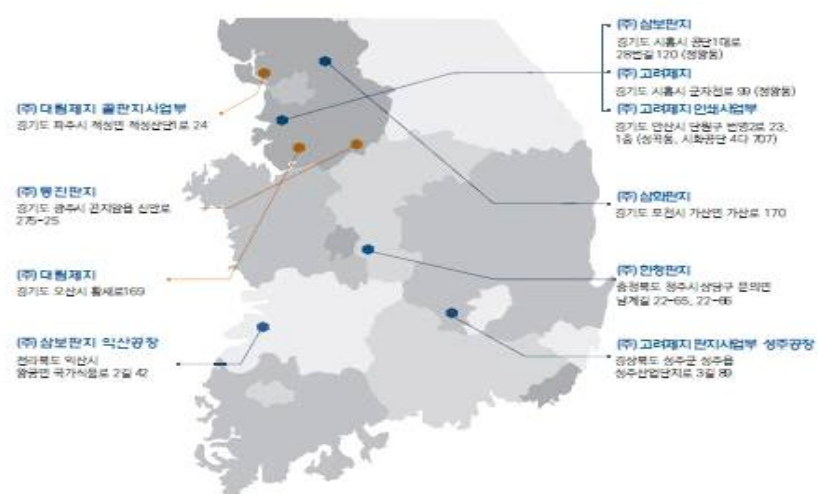 (주) 대림제지 골판지사업부
경기도 파주시 적성면 적성산단1로 24
(주) 동진판지
경기도 광주시 곤지암읍 신만로
275-25
(주) 대림제지
경기도 오산시 황새로169
(주) 삼보판지 익산공장
전라북도 익산시
왕궁면 국가식품로 2길 42
(주) 삼보판지
경기도 시흥시 공단1대로
28번길 120 (정왕동)
(주) 고려제지
경기도 시흥시 군자천로 99 (정왕동)
(주) 고려제지 인쇄사업부
경기도 안산시 단원구 번영2로 23,
1층 (성곡동, 시화공단 4다 707)
(주) 삼화판지
경기도 포천시 가산면 가산로 170
(주) 한청판지
충청북도 청주시 상당구 문의면
남계길 22-65, 22-66
(주) 고려제지 판지사업부 성주공장
경상북도 성주군 성주읍
성주산업단지로 3길 89